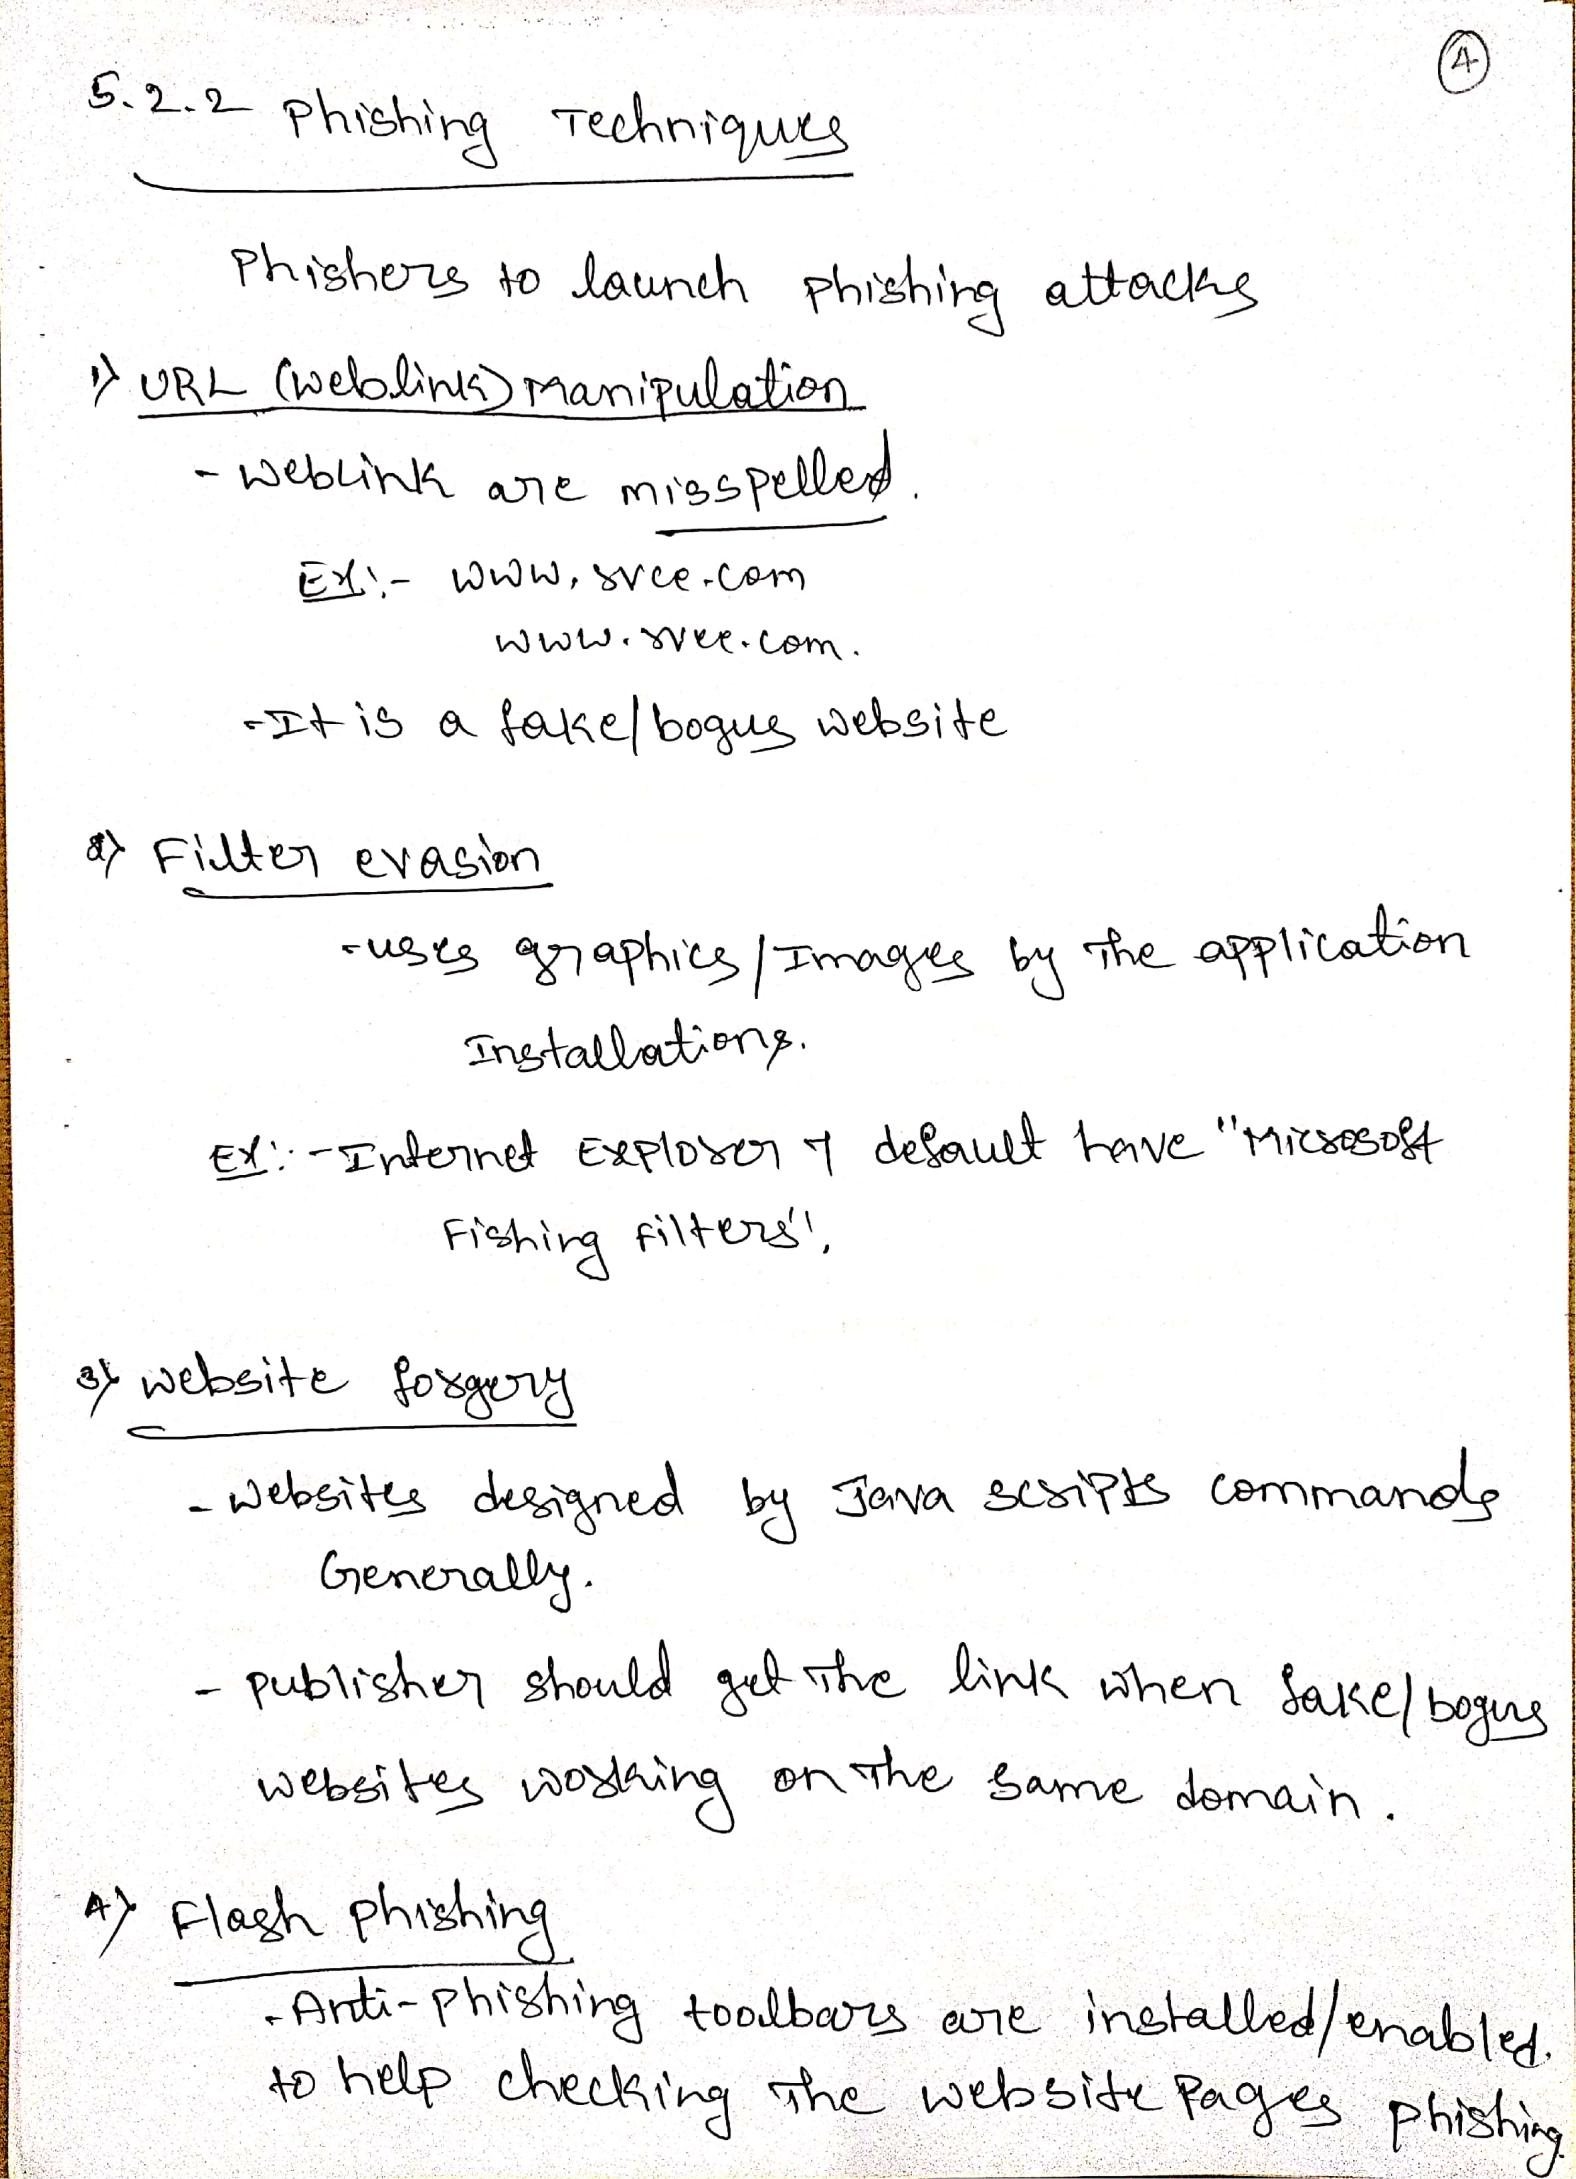 4
5.2.2 Phishing Techniques
Phishers to launch phishing attacks
1) URL (weblink) Manipulation
- Weblink are misspelled.
Ex:- www.svce.com
www.svee.com.
- It is a fake/bogus website
2) Filter evasion
- uses graphics/Images by the application
Installations.
Ex:- Internet Explorer 7 default have "Microsoft
Fishing filters".
3) website forgery
- websites designed by Java scripts commands
Generally.
- publisher should get the link when fake/bogus
websites working on the same domain.
4) Flash phishing
- Anti-phishing toolbars are installed/enabled.
to help checking the website Pages phishing